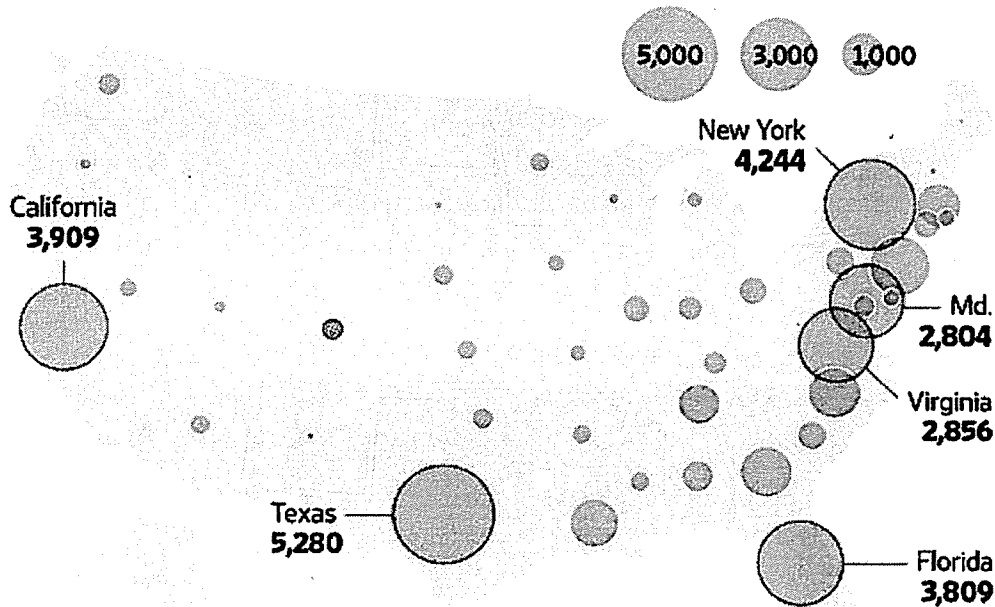 5,000 3,000 1,000
New York
4,244
California
3,909
Md.
2,804
Virginia
2,856
Texas
5,280
Florida
3,809